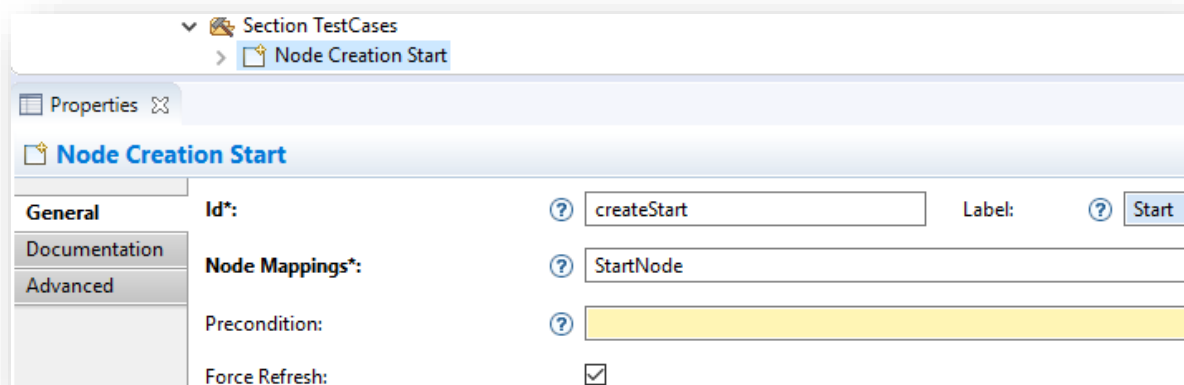 Section TestCases
Node Creation Start
Properties
Node Creation Start
General
Id*: createStart Label: Start
Documentation
Node Mappings*: StartNode
Advanced
Precondition:
Force Refresh: